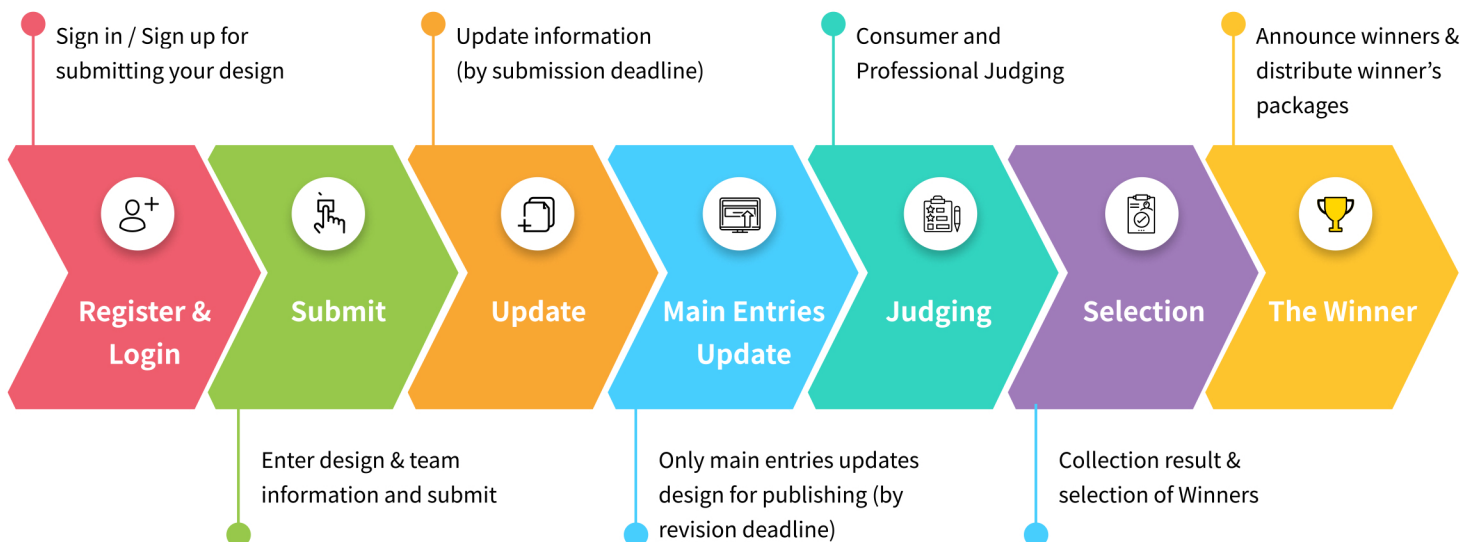 Sign in / Sign up for
submitting your design
Update information
(by submission deadline)
Consumer and
Professional Judging
Announce winners &
distribute winner’s
packages
Register &
Login
Submit
Update
Main Entries
Update
Judging
Selection
The Winner
Enter design & team
information and submit
Only main entries updates
design for publishing (by
revision deadline)
Collection result &
selection of Winners